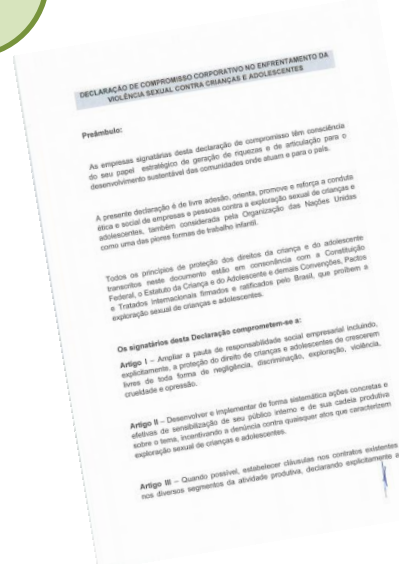 DECLARAÇÃO DE COMPROMISSO CORPORATIVO NO ENFRENTAMENTO DA
VIOLÊNCIA SEXUAL CONTRA CRIANÇAS E ADOLESCENTES
Preâmbulo:
As empresas signatárias desta declaração de compromisso têm consciência
do seu papel estratégico de geração de riquezas e de articulação para o
desenvolvimento sustentável das comunidades onde atuam e para o país.
A presente declaração é de livre adesão, orienta, promove e reforça a conduta
ética e social de empresas e pessoas contra a exploração sexual de crianças e
adolescentes, também considerada pela Organização das Nações Unidas
como uma das piores formas de trabalho infantil.
Todos os princípios de proteção dos direitos da criança e do adolescente
transcritos neste documento estão em consonância com a Constituição
Federal, o Estatuto da Criança e do Adolescente e demais Convenções, Pactos
e Tratados Internacionais firmados e ratificados pelo Brasil, que proíbem a
exploração sexual de crianças e adolescentes.
Os signatários desta Declaração comprometem-se a:
Artigo I – Ampliar a pauta de responsabilidade social empresarial incluindo,
explicitamente, a proteção do direito de crianças e adolescentes de crescerem
livres de toda forma de negligência, discriminação, exploração, violência,
crueldade e opressão.
Artigo II – Desenvolver e implementar de forma sistemática ações concretas e
efetivas de sensibilização de seu público interno e de sua cadeia produtiva
sobre o tema, incentivando a denúncia contra quaisquer atos que caracterizem
exploração sexual de crianças e adolescentes.
Artigo III – Quando possível, estabelecer cláusulas nos contratos existentes
nos diversos segmentos da atividade produtiva, declarando explicitamente a